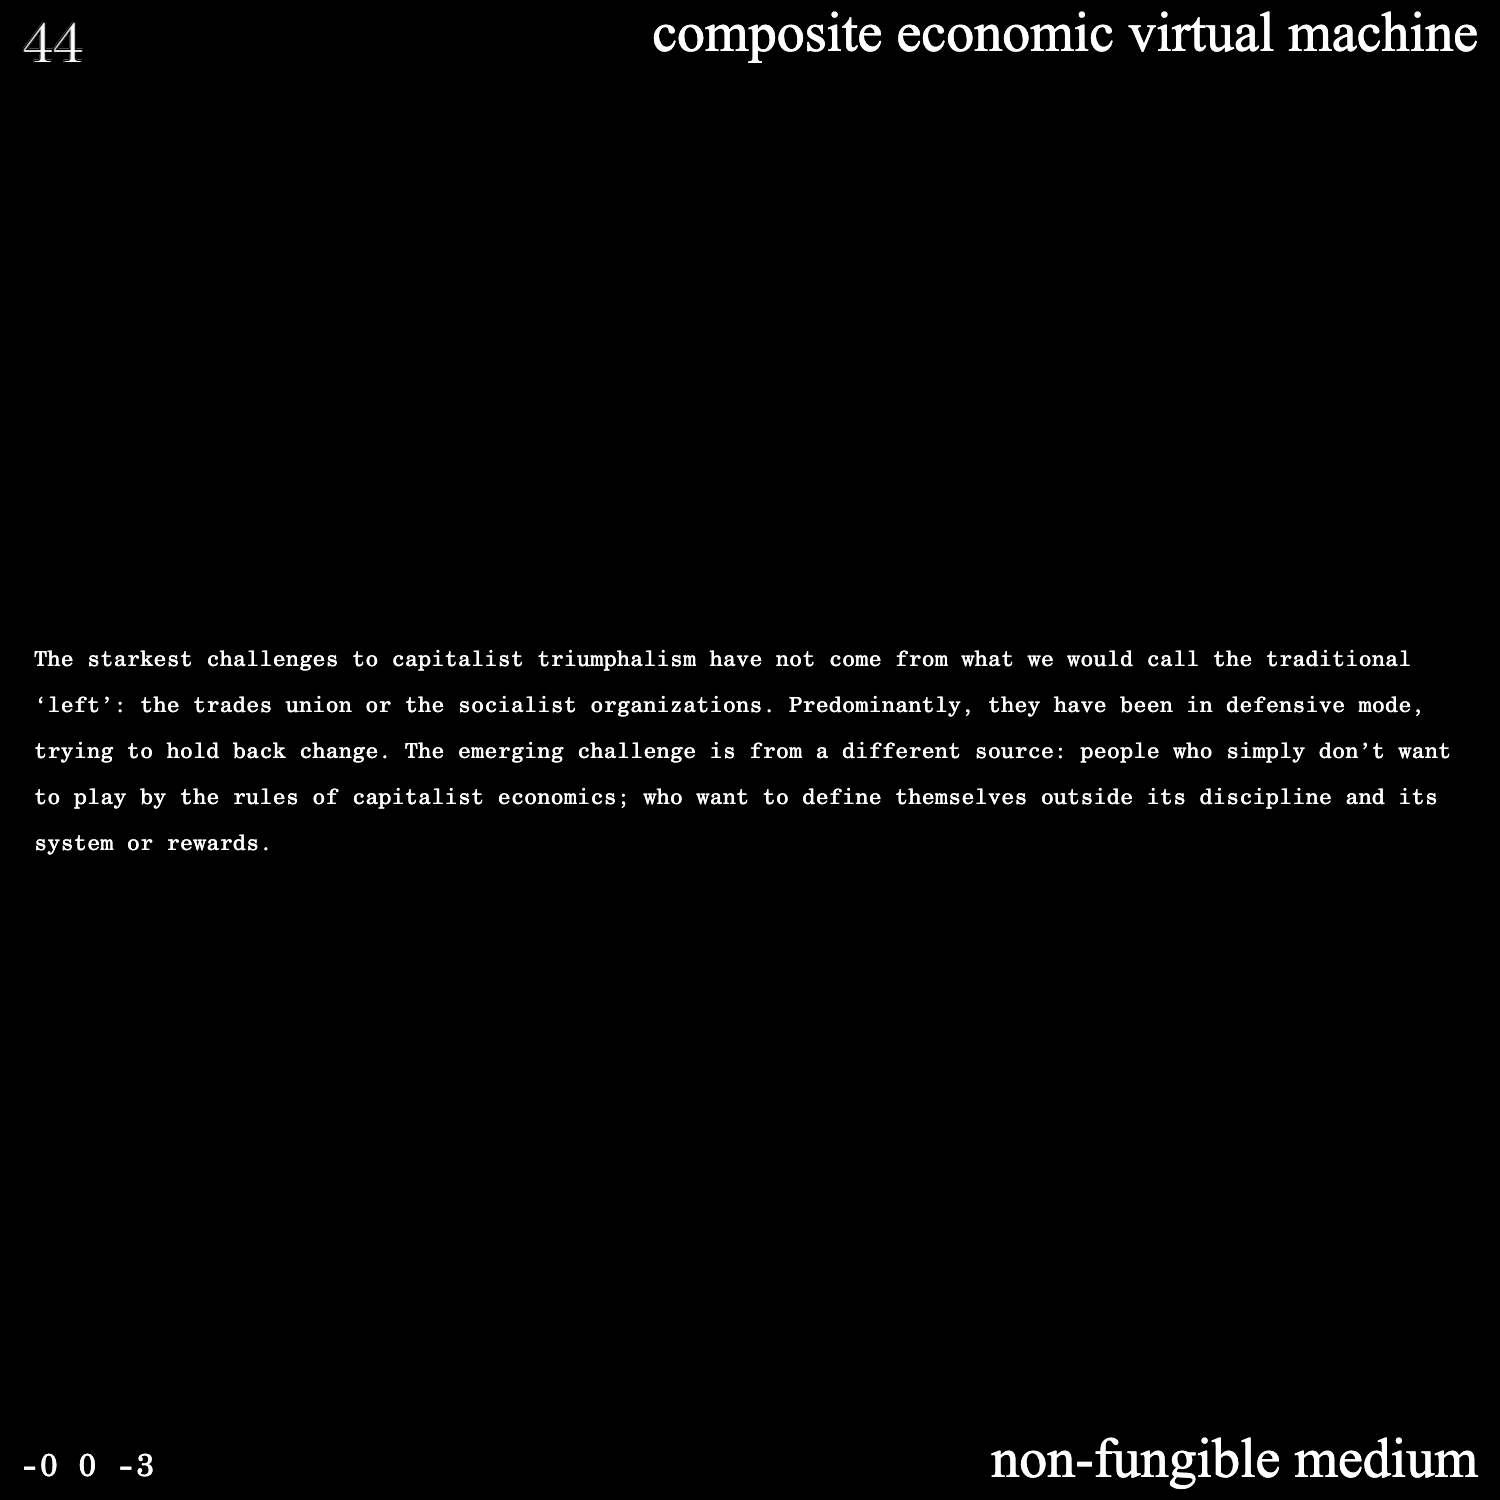 44
composite economic virtual machine
The starkest challenges to capitalist triumphalism have not come from what we would call the traditional
‘left’: the trades union or the socialist organizations. Predominantly, they have been in defensive mode,
trying to hold back change. The emerging challenge is from a different source: people who simply don’t want
to play by the rules of capitalist economics; who want to define themselves outside its discipline and its
system or rewards.
-0 0 -3
non-fungible medium